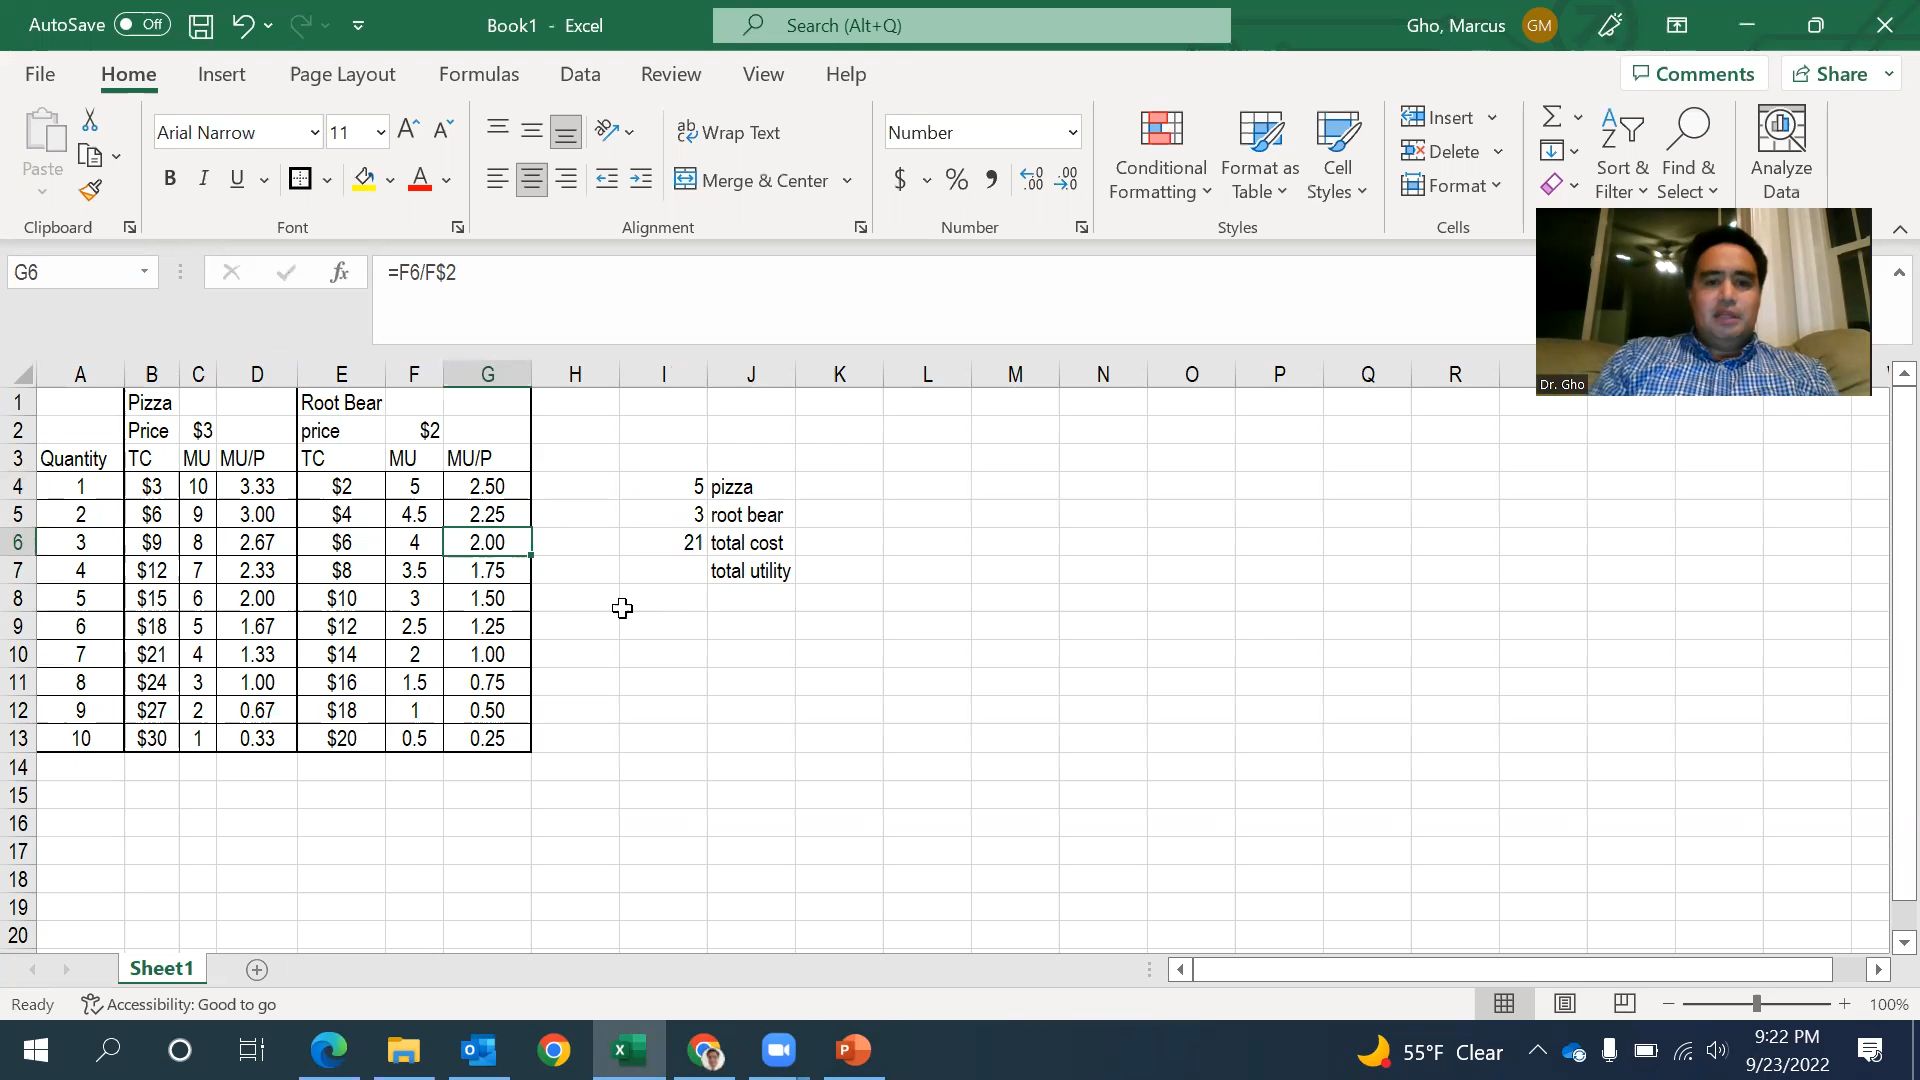 AutoSave Off Book1 - Excel Search (Alt+Q) Gho, Marcus GM
File Home Insert Page Layout Formulas Data Review View Help Comments Share
Paste Arial Narrow 11 Wrap Text Number Conditional Formatting Format as Table Cell Styles Insert Sort & Filter Find & Select Analyze Data
B I U Merge & Center $ % Delete
Format
Clipboard Font Alignment Number Styles Cells
G6 fx =F6/F$2
Dr. Gho
A B C D E F G H I J K L M N O P Q R
1 Pizza Root Bear
2 Price $3 price $2
3 Quantity TC MU MU/P TC MU MU/P
4 1 $3 10 3.33 $2 5 2.50 5 pizza
5 2 $6 9 3.00 $4 4.5 2.25 3 root bear
6 3 $9 8 2.67 $6 4 2.00 21 total cost
7 4 $12 7 2.33 $8 3.5 1.75 total utility
8 5 $15 6 2.00 $10 3 1.50
9 6 $18 5 1.67 $12 2.5 1.25
10 7 $21 4 1.33 $14 2 1.00
11 8 $24 3 1.00 $16 1.5 0.75
12 9 $27 2 0.67 $18 1 0.50
13 10 $30 1 0.33 $20 0.5 0.25
14
15
16
17
18
19
20
Sheet1
Ready Accessibility: Good to go 100%
55°F Clear 9:22 PM
9/23/2022